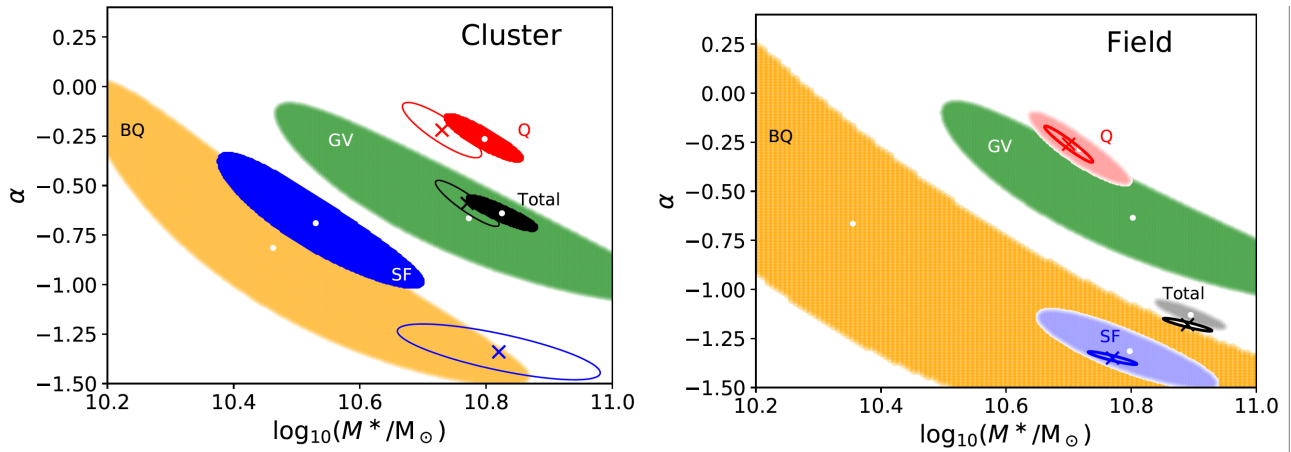 Cluster
0.25
0.00
−0.25
−0.50
−0.75
−1.00
−1.25
−1.50
α
BQ
GV
Q
Total
SF
10.2
10.4
10.6
10.8
11.0
log₁₀(M*/M⊙)
Field
0.25
0.00
−0.25
−0.50
−0.75
−1.00
−1.25
−1.50
α
BQ
GV
Q
Total
SF
10.2
10.4
10.6
10.8
11.0
log₁₀(M*/M⊙)